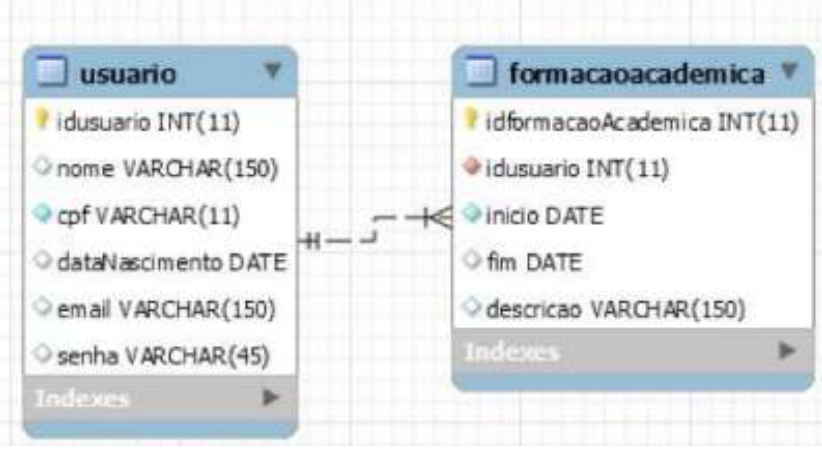 usuario
idusuario INT(11)
nome VARCHAR(150)
cpf VARCHAR(11)
dataNascimento DATE
email VARCHAR(150)
senha VARCHAR(45)
Indexes
formacaoacademica
idformacaoAcademica INT(11)
idusuario INT(11)
inicio DATE
fim DATE
descricao VARCHAR(150)
Indexes